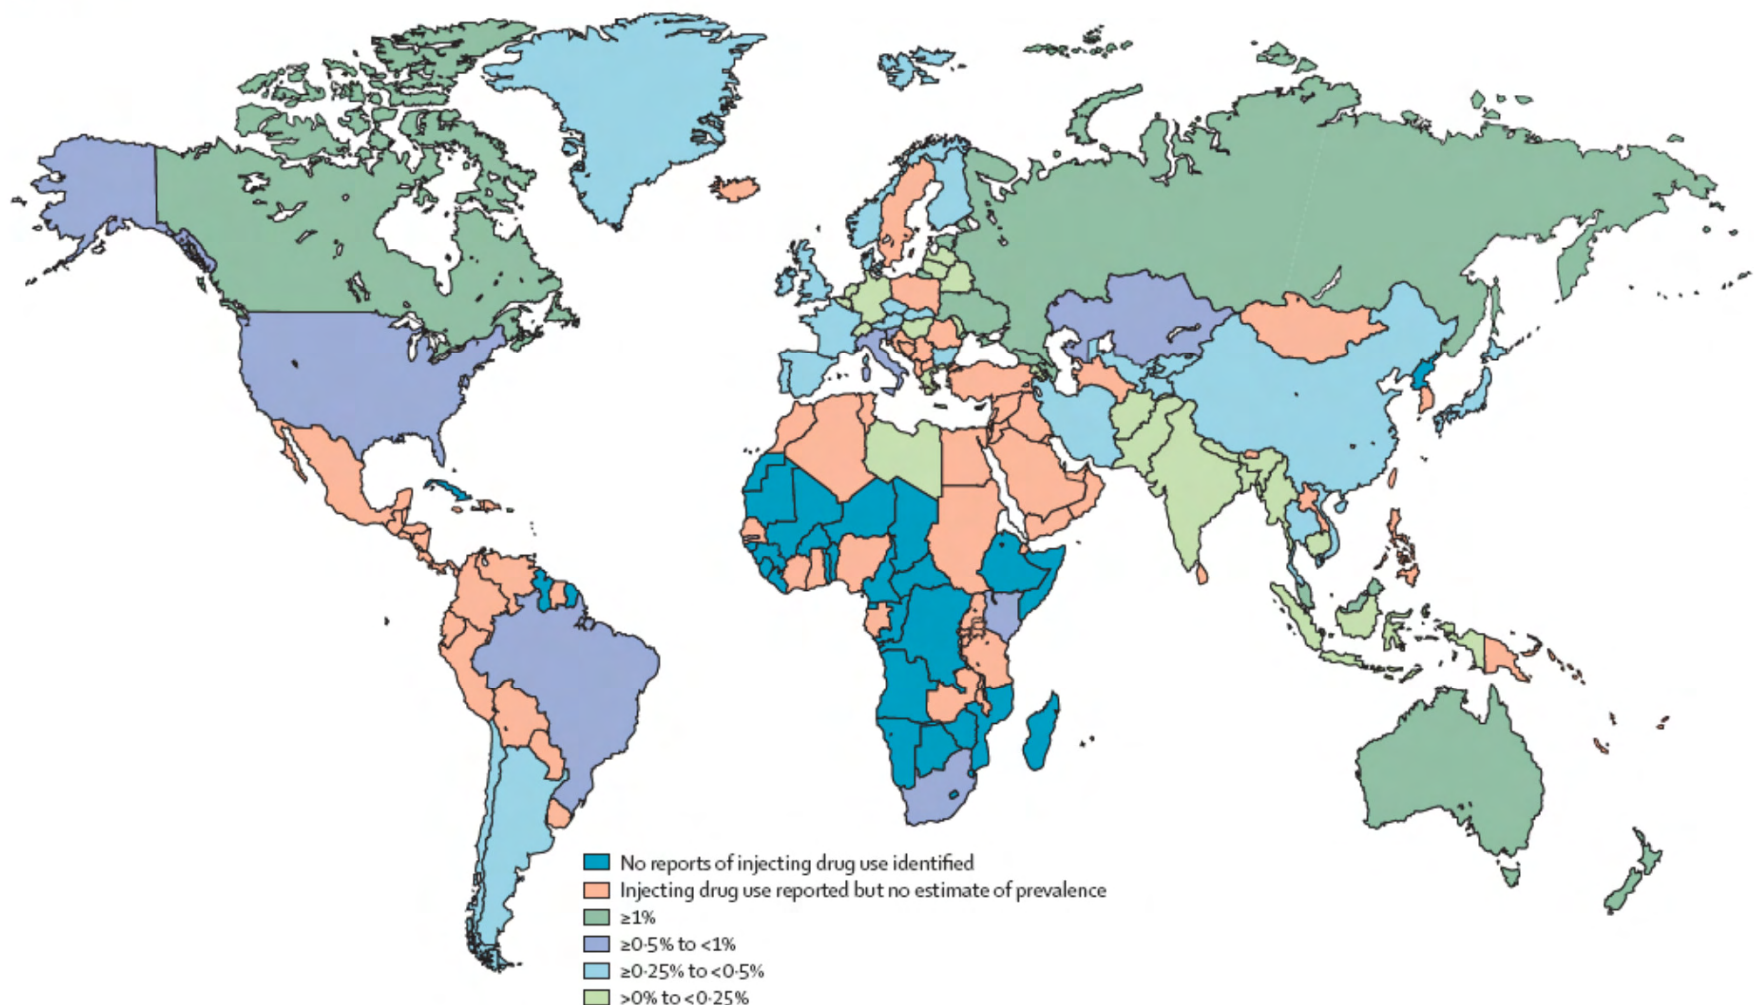 No reports of injecting drug use identified
Injecting drug use reported but no estimate of prevalence
≥1%
≥0·5% to <1%
≥0·25% to <0·5%
>0% to <0·25%